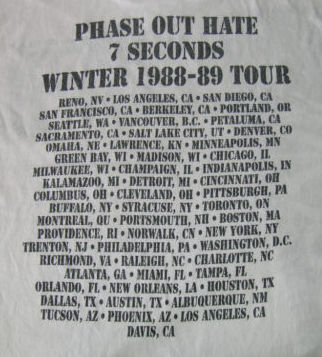 PHASE OUT HATE
7 SECONDS
WINTER 1988-89 TOUR
RENO, NV • LOS ANGELES, CA • SAN DIEGO, CA
SAN FRANCISCO, CA • BERKELEY, CA • PORTLAND, OR
SEATTLE, WA • VANCOUVER, B.C. • PETALUMA, CA
SACRAMENTO, CA • SALT LAKE CITY, UT • DENVER, CO
OMAHA, NE • LAWRENCE, KN • MINNEAPOLIS, MN
GREEN BAY, WI • MADISON, WI • CHICAGO, IL
MILWAUKEE, WI • CHAMPAIGN, IL • INDIANAPOLIS, IN
KALAMAZOO, MI • DETROIT, MI • CINCINNATI, OH
COLUMBUS, OH • CLEVELAND, OH • PITTSBURGH, PA
BUFFALO, NY • SYRACUSE, NY • TORONTO, ON
MONTREAL, QU • PORTSMOUTH, NH • BOSTON, MA
PROVIDENCE, RI • NORWALK, CN • NEW YORK, NY
TRENTON, NJ • PHILADELPHIA, PA • WASHINGTON, D.C.
RICHMOND, VA • RALEIGH, NC • CHARLOTTE, NC
ATLANTA, GA • MIAMI, FL • TAMPA, FL
ORLANDO, FL • NEW ORLEANS, LA • HOUSTON, TX
DALLAS, TX • AUSTIN, TX • ALBUQUERQUE, NM
TUCSON, AZ • PHOENIX, AZ • LOS ANGELES, CA
DAVIS, CA